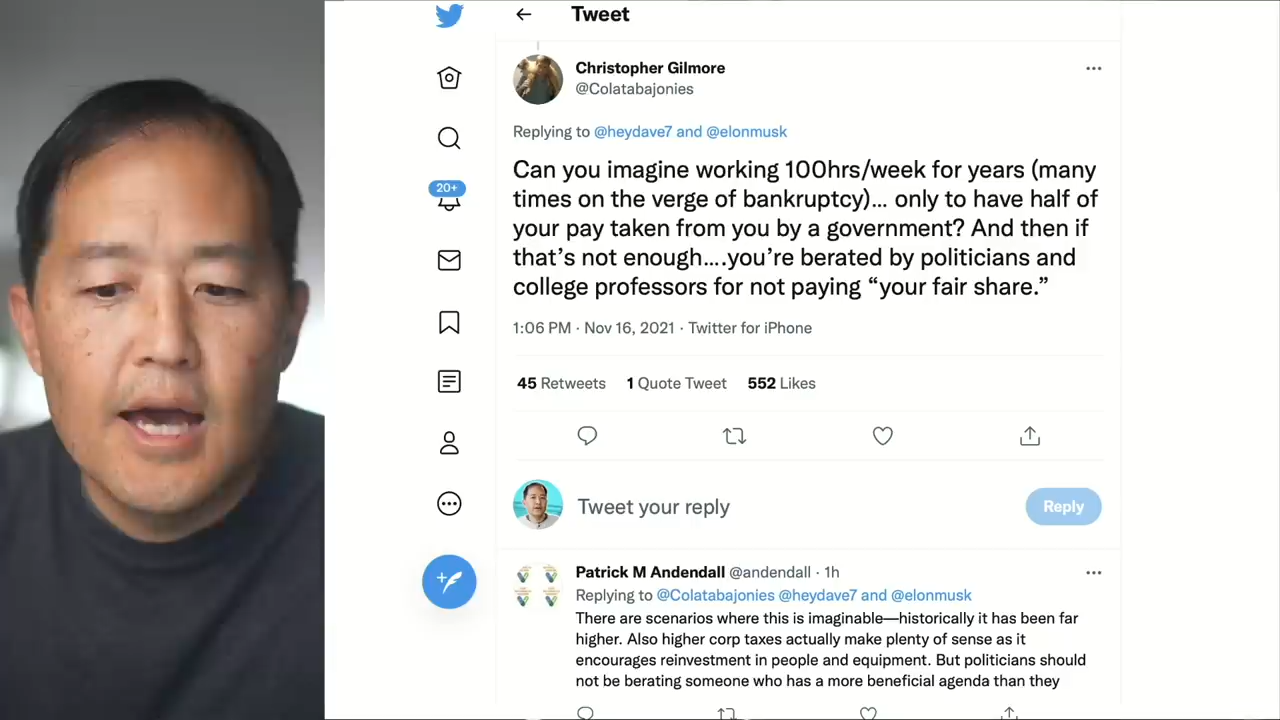 Tweet
Christopher Gilmore
@Colatabajonies
Replying to @heydave7 and @elonmusk
Can you imagine working 100hrs/week for years (many
times on the verge of bankruptcy)... only to have half of
your pay taken from you by a government? And then if
that's not enough....you're berated by politicians and
college professors for not paying “your fair share.”
1:06 PM · Nov 16, 2021 · Twitter for iPhone
45 Retweets 1 Quote Tweet 552 Likes
20+
Tweet your reply
Reply
Patrick M Andendall @andendall · 1h
Replying to @Colatabajonies @heydave7 and @elonmusk
There are scenarios where this is imaginable—historically it has been far
higher. Also higher corp taxes actually make plenty of sense as it
encourages reinvestment in people and equipment. But politicians should
not be berating someone who has a more beneficial agenda than they